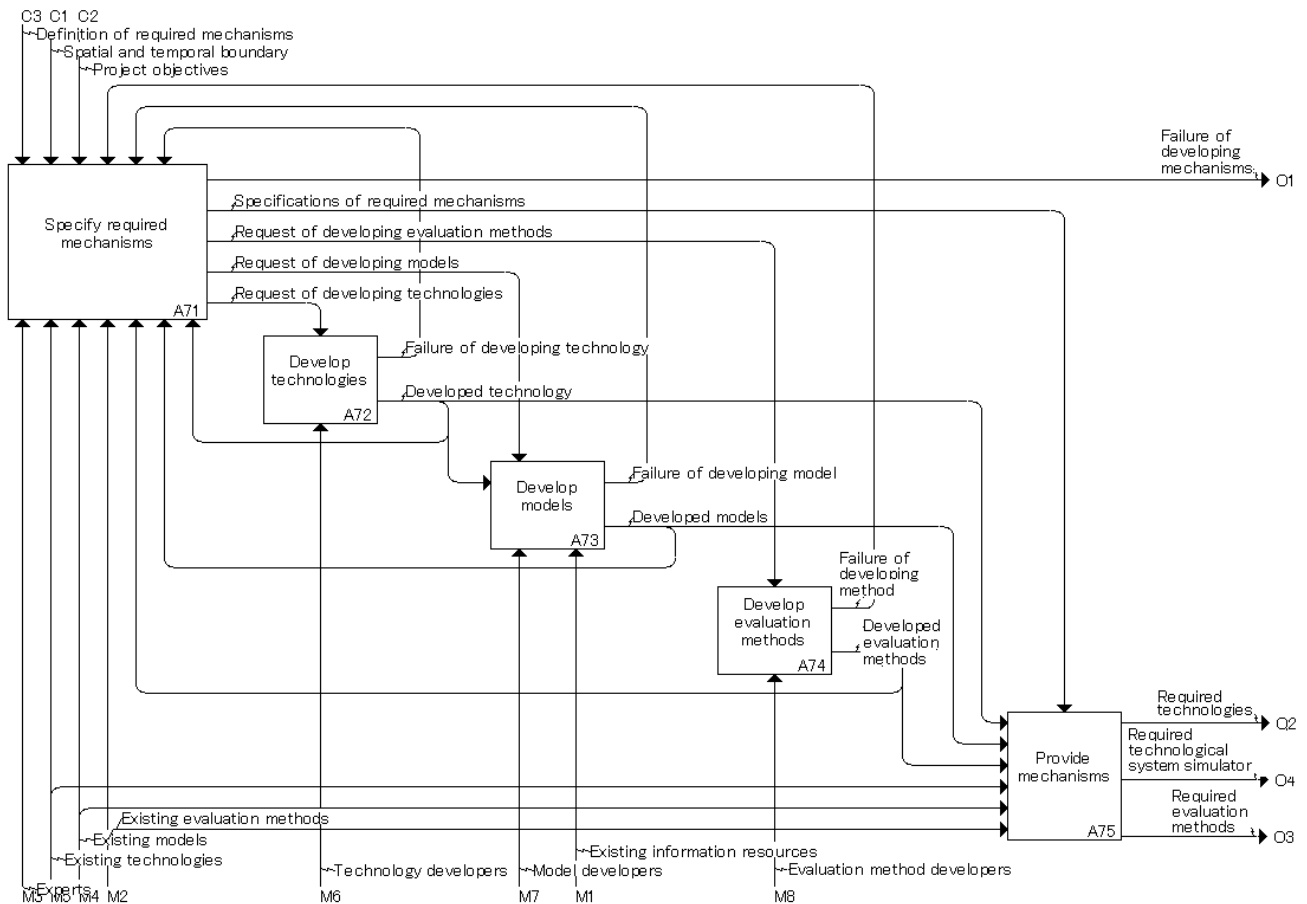 C3 C1 C2
Definition of required mechanisms
Spatial and temporal boundary
Project objectives
Failure of
developing
mechanisms
O1
Specify required
mechanisms
A71
Specifications of required mechanisms
Request of developing evaluation methods
Request of developing models
Request of developing technologies
Develop
technologies
A72
Failure of developing technology
Developed technology
Develop
models
A73
Failure of developing model
Developed models
Failure of
developing
method
Develop
evaluation
methods
A74
Developed
evaluation
methods
Required
technologies
O2
Required
technological
system simulator
O4
Provide
mechanisms
A75
Required
evaluation
methods
O3
Existing evaluation methods
Existing models
Existing technologies
Existing information resources
Technology developers
Model developers
Evaluation method developers
Experts
M4 M2 M6 M7 M1 M8